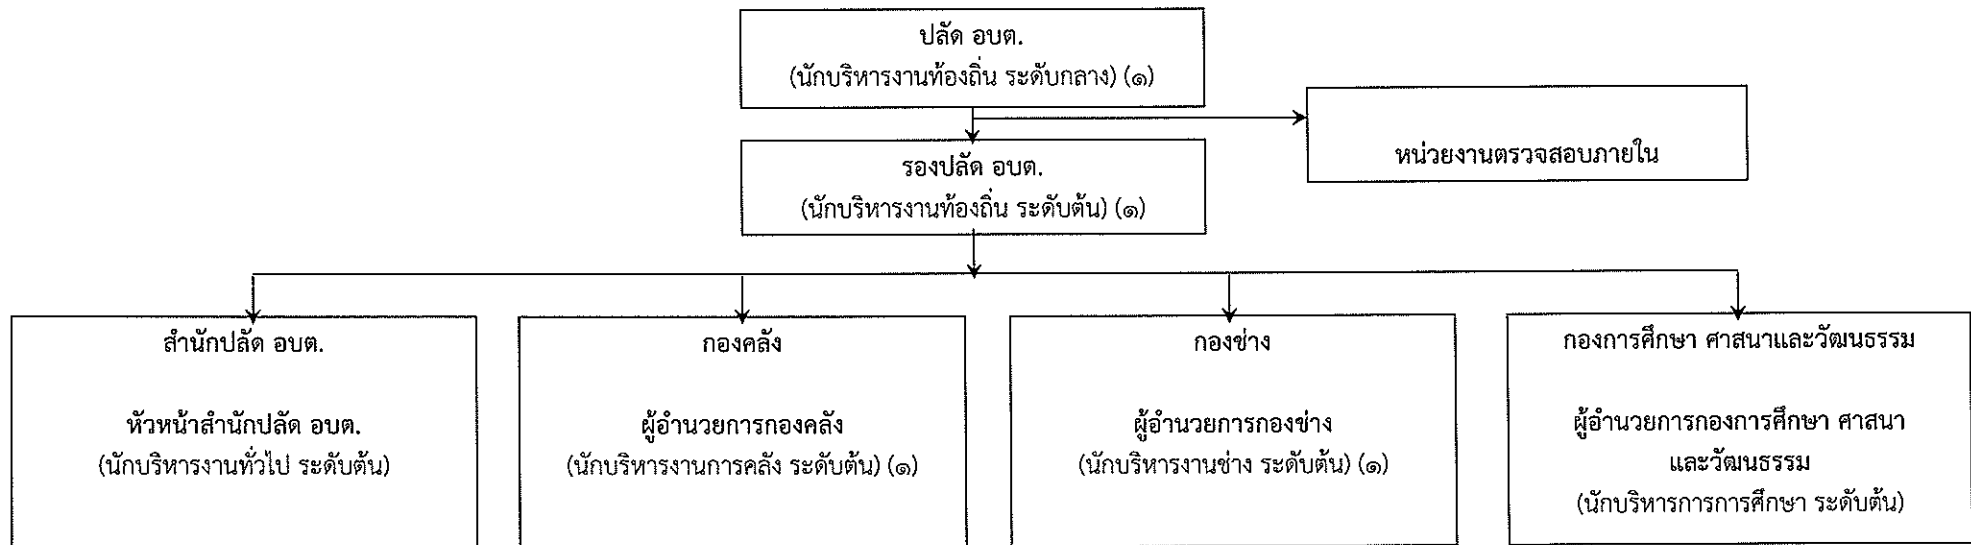 ปลัด อบต.
(นักบริหารงานท้องถิ่น ระดับกลาง) (๑)
หน่วยงานตรวจสอบภายใน
รองปลัด อบต.
(นักบริหารงานท้องถิ่น ระดับต้น) (๑)
สำนักปลัด อบต.
หัวหน้าสำนักปลัด อบต.
(นักบริหารงานทั่วไป ระดับต้น)
กองคลัง
ผู้อำนวยการกองคลัง
(นักบริหารงานการคลัง ระดับต้น) (๑)
กองช่าง
ผู้อำนวยการกองช่าง
(นักบริหารงานช่าง ระดับต้น) (๑)
กองการศึกษา ศาสนาและวัฒนธรรม
ผู้อำนวยการกองการศึกษา ศาสนา
และวัฒนธรรม
(นักบริหารการการศึกษา ระดับต้น)